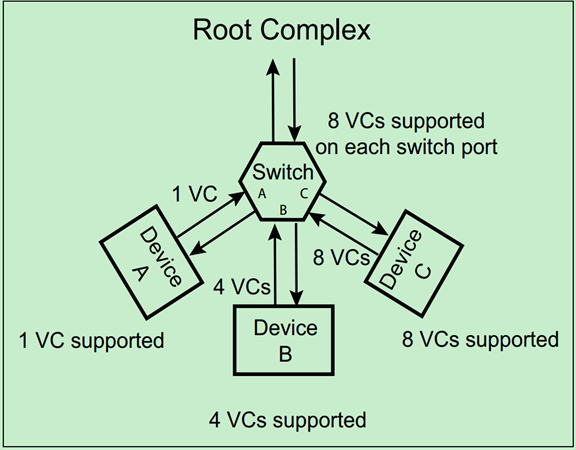 Root Complex
8 VCs supported
on each switch port
Switch
A
C
B
1 VC
Device
A
4 VCs
8 VCs
Device
C
Device
B
1 VC supported
8 VCs supported
4 VCs supported